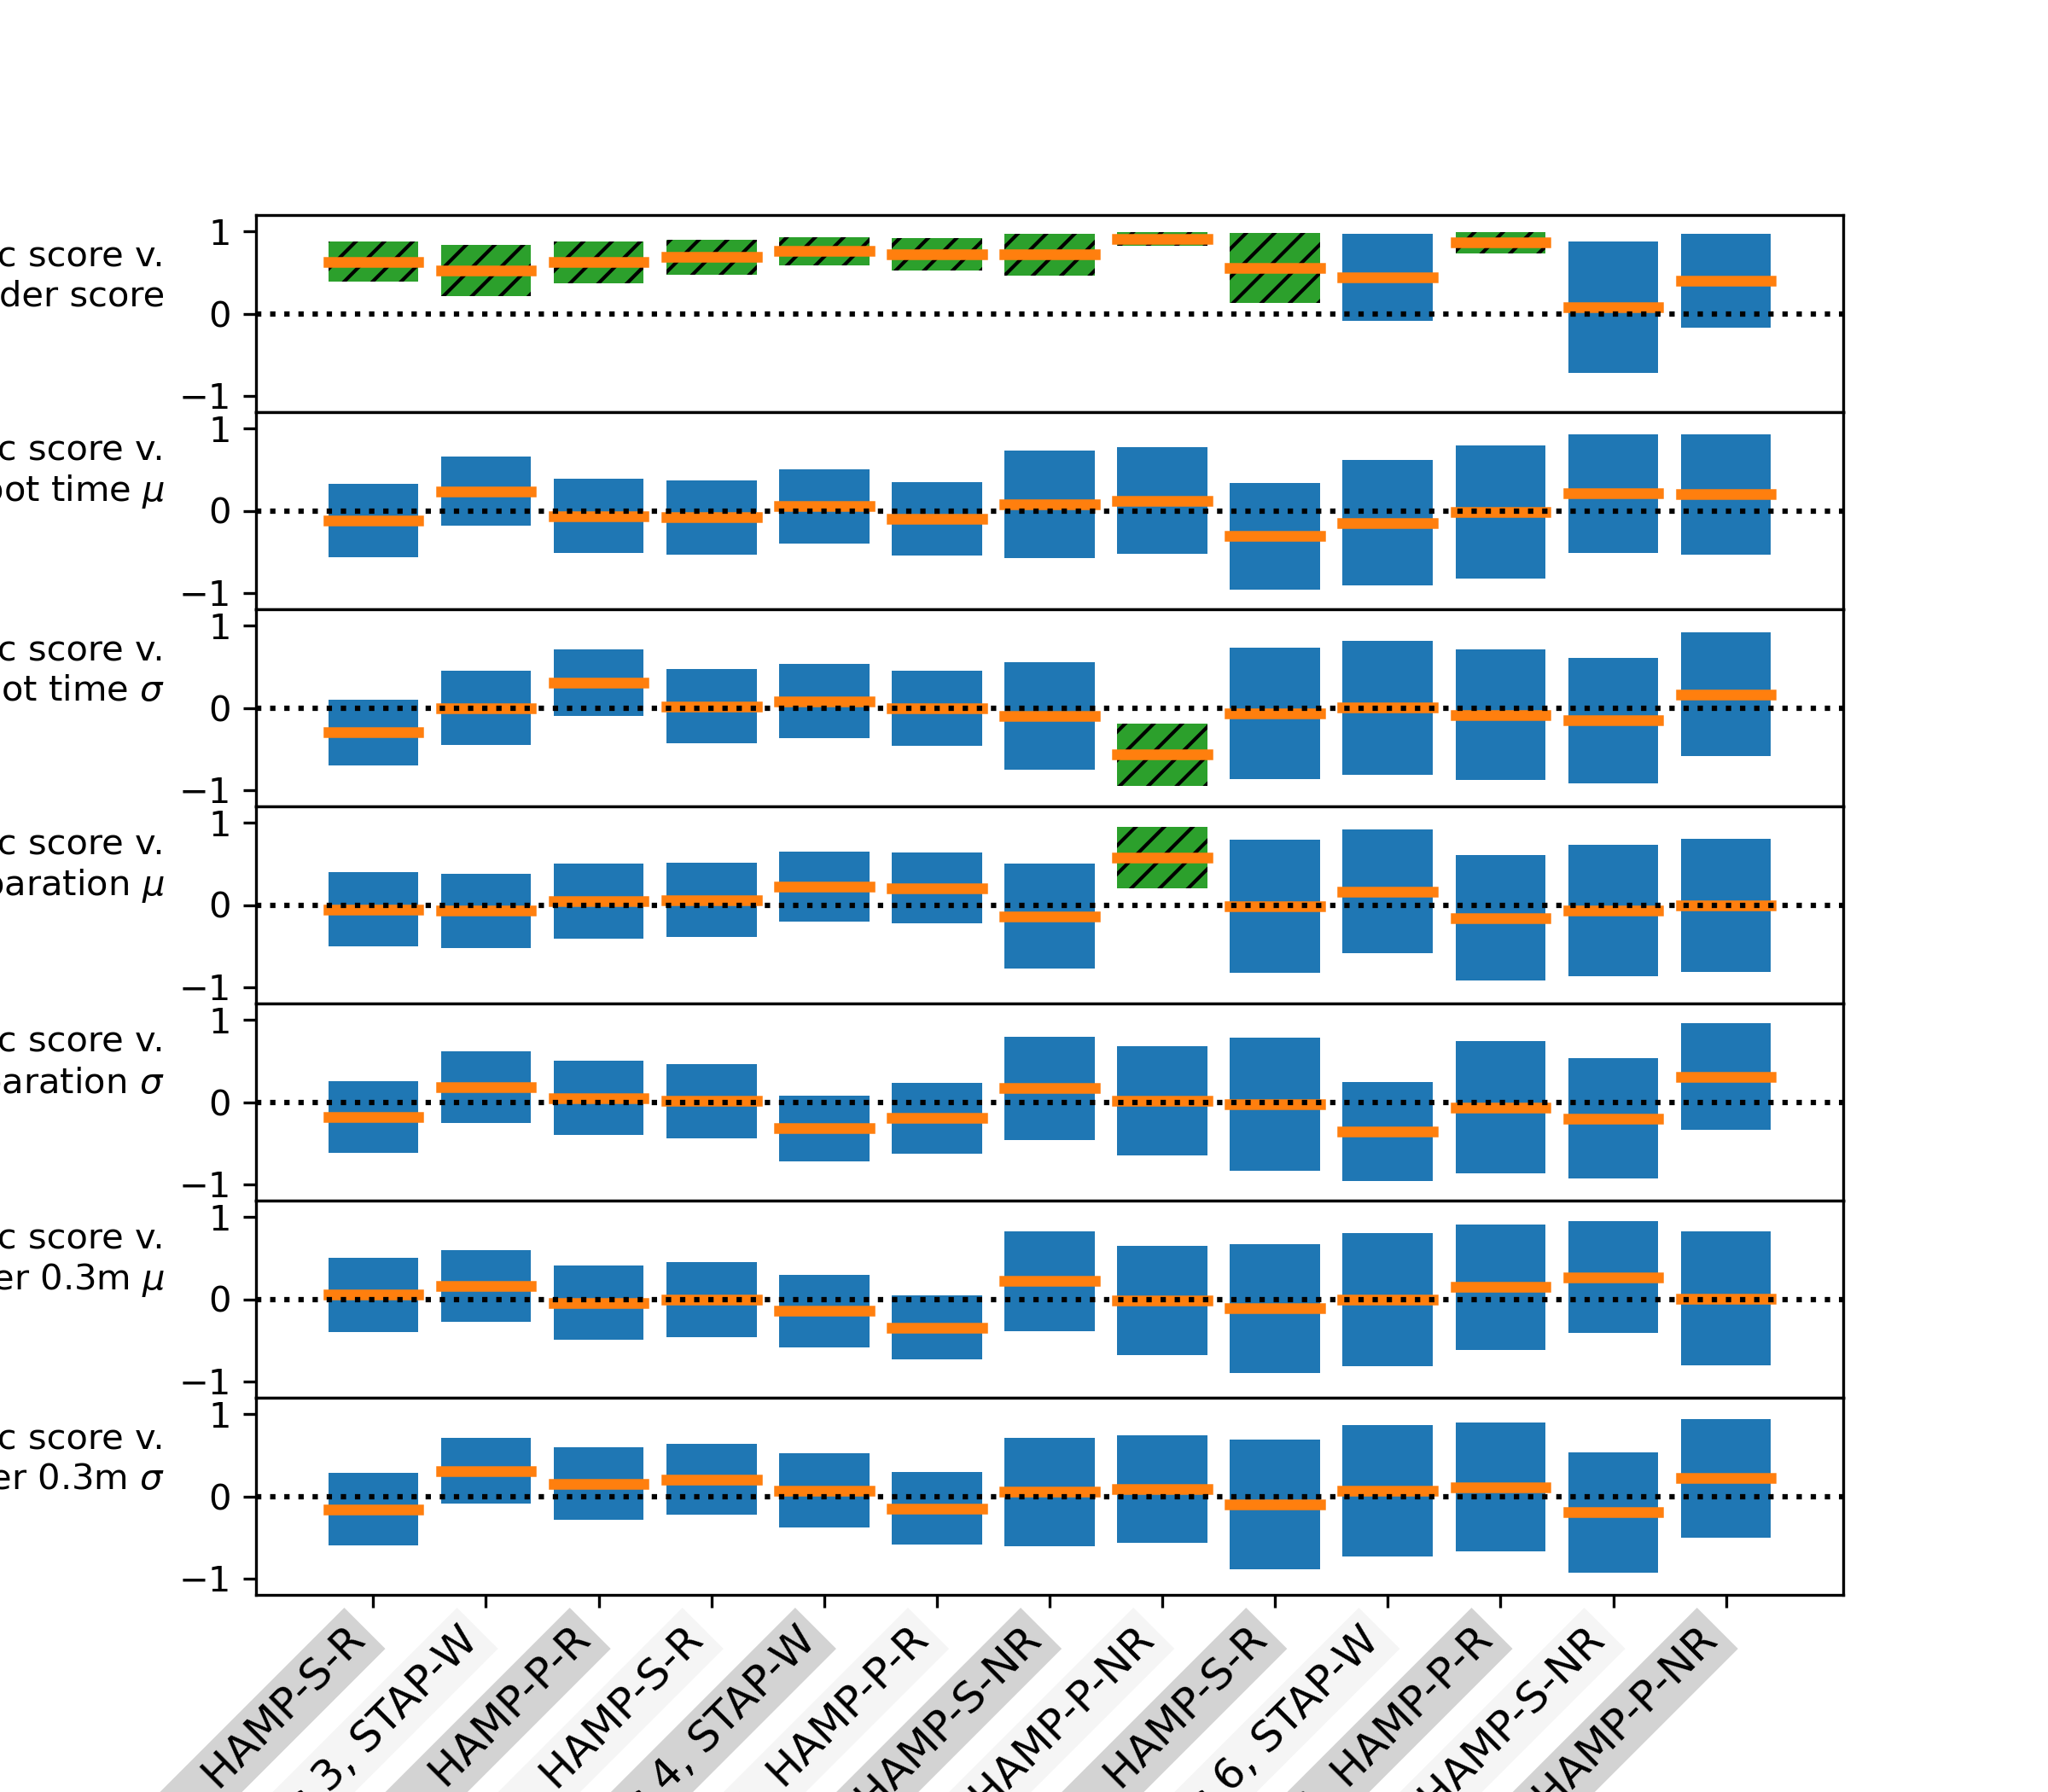 c score v.
der score
1
0
−1
c score v.
ot time μ
1
0
−1
c score v.
ot time σ
1
0
−1
c score v.
paration μ
1
0
−1
c score v.
aration σ
1
0
−1
c score v.
er 0.3m μ
1
0
−1
c score v.
er 0.3m σ
1
0
−1
HAMP-S-R
3, STAP-W
HAMP-P-R
HAMP-S-R
4, STAP-W
HAMP-P-R
HAMP-S-NR
HAMP-P-NR
HAMP-S-R
6, STAP-W
HAMP-P-R
HAMP-S-NR
HAMP-P-NR